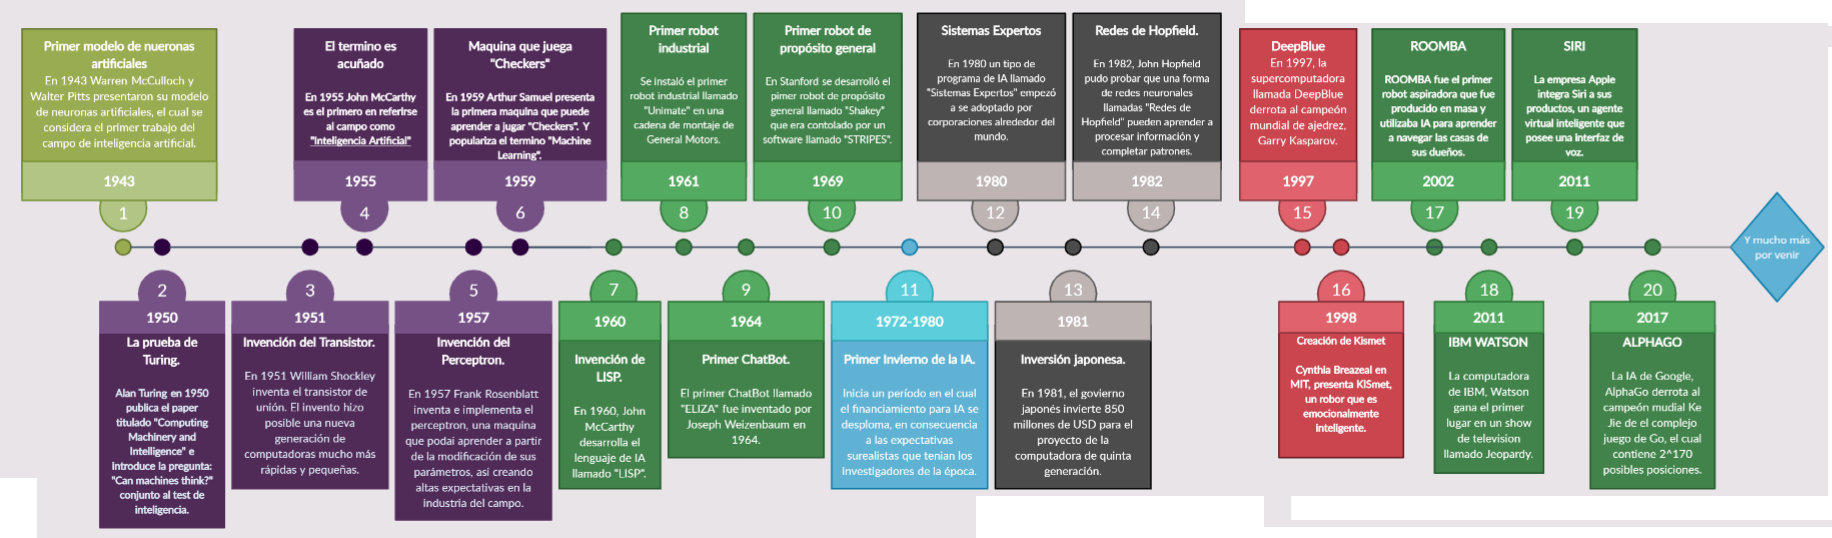 Primer modelo de nueronas
artificiales
En 1943 Warren McCulloch y
Walter Pitts presentaron su modelo
de neuronas artificiales, el cual se
considera el primer trabajo del
campo de inteligencia artificial.
1943
1
2
1950
La prueba de
Turing.
Alan Turing en 1950
publica el paper
titulado "Computing
Machinery and
Intelligence" e
introduce la pregunta:
"Can machines think?"
conjunto al test de
inteligencia.
3
1951
Invención del Transistor.
En 1951 William Shockley
inventa el transistor de
unión. El invento hizo
posible una nueva
generación de
computadoras mucho más
rápidas y pequeñas.
El termino es
acuñado
En 1955 John McCarthy
es el primero en referirse
al campo como
"Inteligencia Artificial"
1955
4
5
1957
Invención del
Perceptron.
En 1957 Frank Rosenblatt
inventa e implementa el
perceptron, una maquina
que podai aprender a partir
de la modificación de sus
parámetros, asi creando
altas expectativas en la
industria del campo.
Maquina que juega
"Checkers"
En 1959 Arthur Samuel presenta
la primera maquina que puede
aprender a jugar "Checkers". Y
populariza el termino "Machine
Learning".
1959
6
7
1960
Invención de
LISP.
En 1960, John
McCarthy
desarrolla el
lenguaje de IA
llamado "LISP".
Primer robot
industrial
Se instaló el primer
robot industrial llamado
"Unimate" en una
cadena de montaje de
General Motors.
1961
8
9
1964
Primer ChatBot.
El primer ChatBot llamado
"ELIZA" fue inventado por
Joseph Weizenbaum en
1964.
Primer robot de
propósito general
En Stanford se desarrolló el
pimer robot de propósito
general llamado "Shakey"
que era contolado por un
software llamado "STRIPES".
1969
10
11
1972-1980
Primer Invierno de la IA.
Inicia un período en el cual
el financiamiento para IA se
desploma, en consecuencia
a las expectativas
surealistas que tenían los
investigadores de la época.
Sistemas Expertos
En 1980 un tipo de
programa de IA llamado
"Sistemas Expertos" empezó
a se adoptado por
corporaciones alrededor del
mundo.
1980
12
13
1981
Inversión japonesa.
En 1981, el governo
japonés invierte 850
millones de USD para el
proyecto de la
computadora de quinta
generación.
Redes de Hopfield.
En 1982, John Hopfield
pudo probar que una forma
de redes neuronales
llamadas "Redes de
Hopfield" pueden aprender a
procesar información y
completar patrones.
1982
14
DeepBlue
En 1997, la
supercomputadora
llamada DeepBlue
derrota al campeón
mundial de ajedrez,
Garry Kasparov.
1997
15
16
1998
Creación de Kismet
Cynthia Breazeal en
MIT, presenta KISmet,
un robor que es
emocionalmente
inteligente.
ROOMBA
ROOMBA fue el primer
robot aspiradora que fue
producido en masa y
utilizaba IA para aprender
a navegar las casas de
sus dueños.
2002
17
18
2011
IBM WATSON
La computadora
de IBM, Watson
gana el primer
lugar en un show
de television
llamado Jeopardy.
SIRI
La empresa Apple
integra Siri a sus
productos, un agente
virtual inteligente que
posee una interfaz de
voz.
2011
19
20
2017
ALPHAGO
La IA de Google,
AlphaGo derrota al
campeón mudial Ke
Jie de el complejo
juego de Go, el cual
contiene 2^170
posibles posiciones.
Y mucho más
por venir